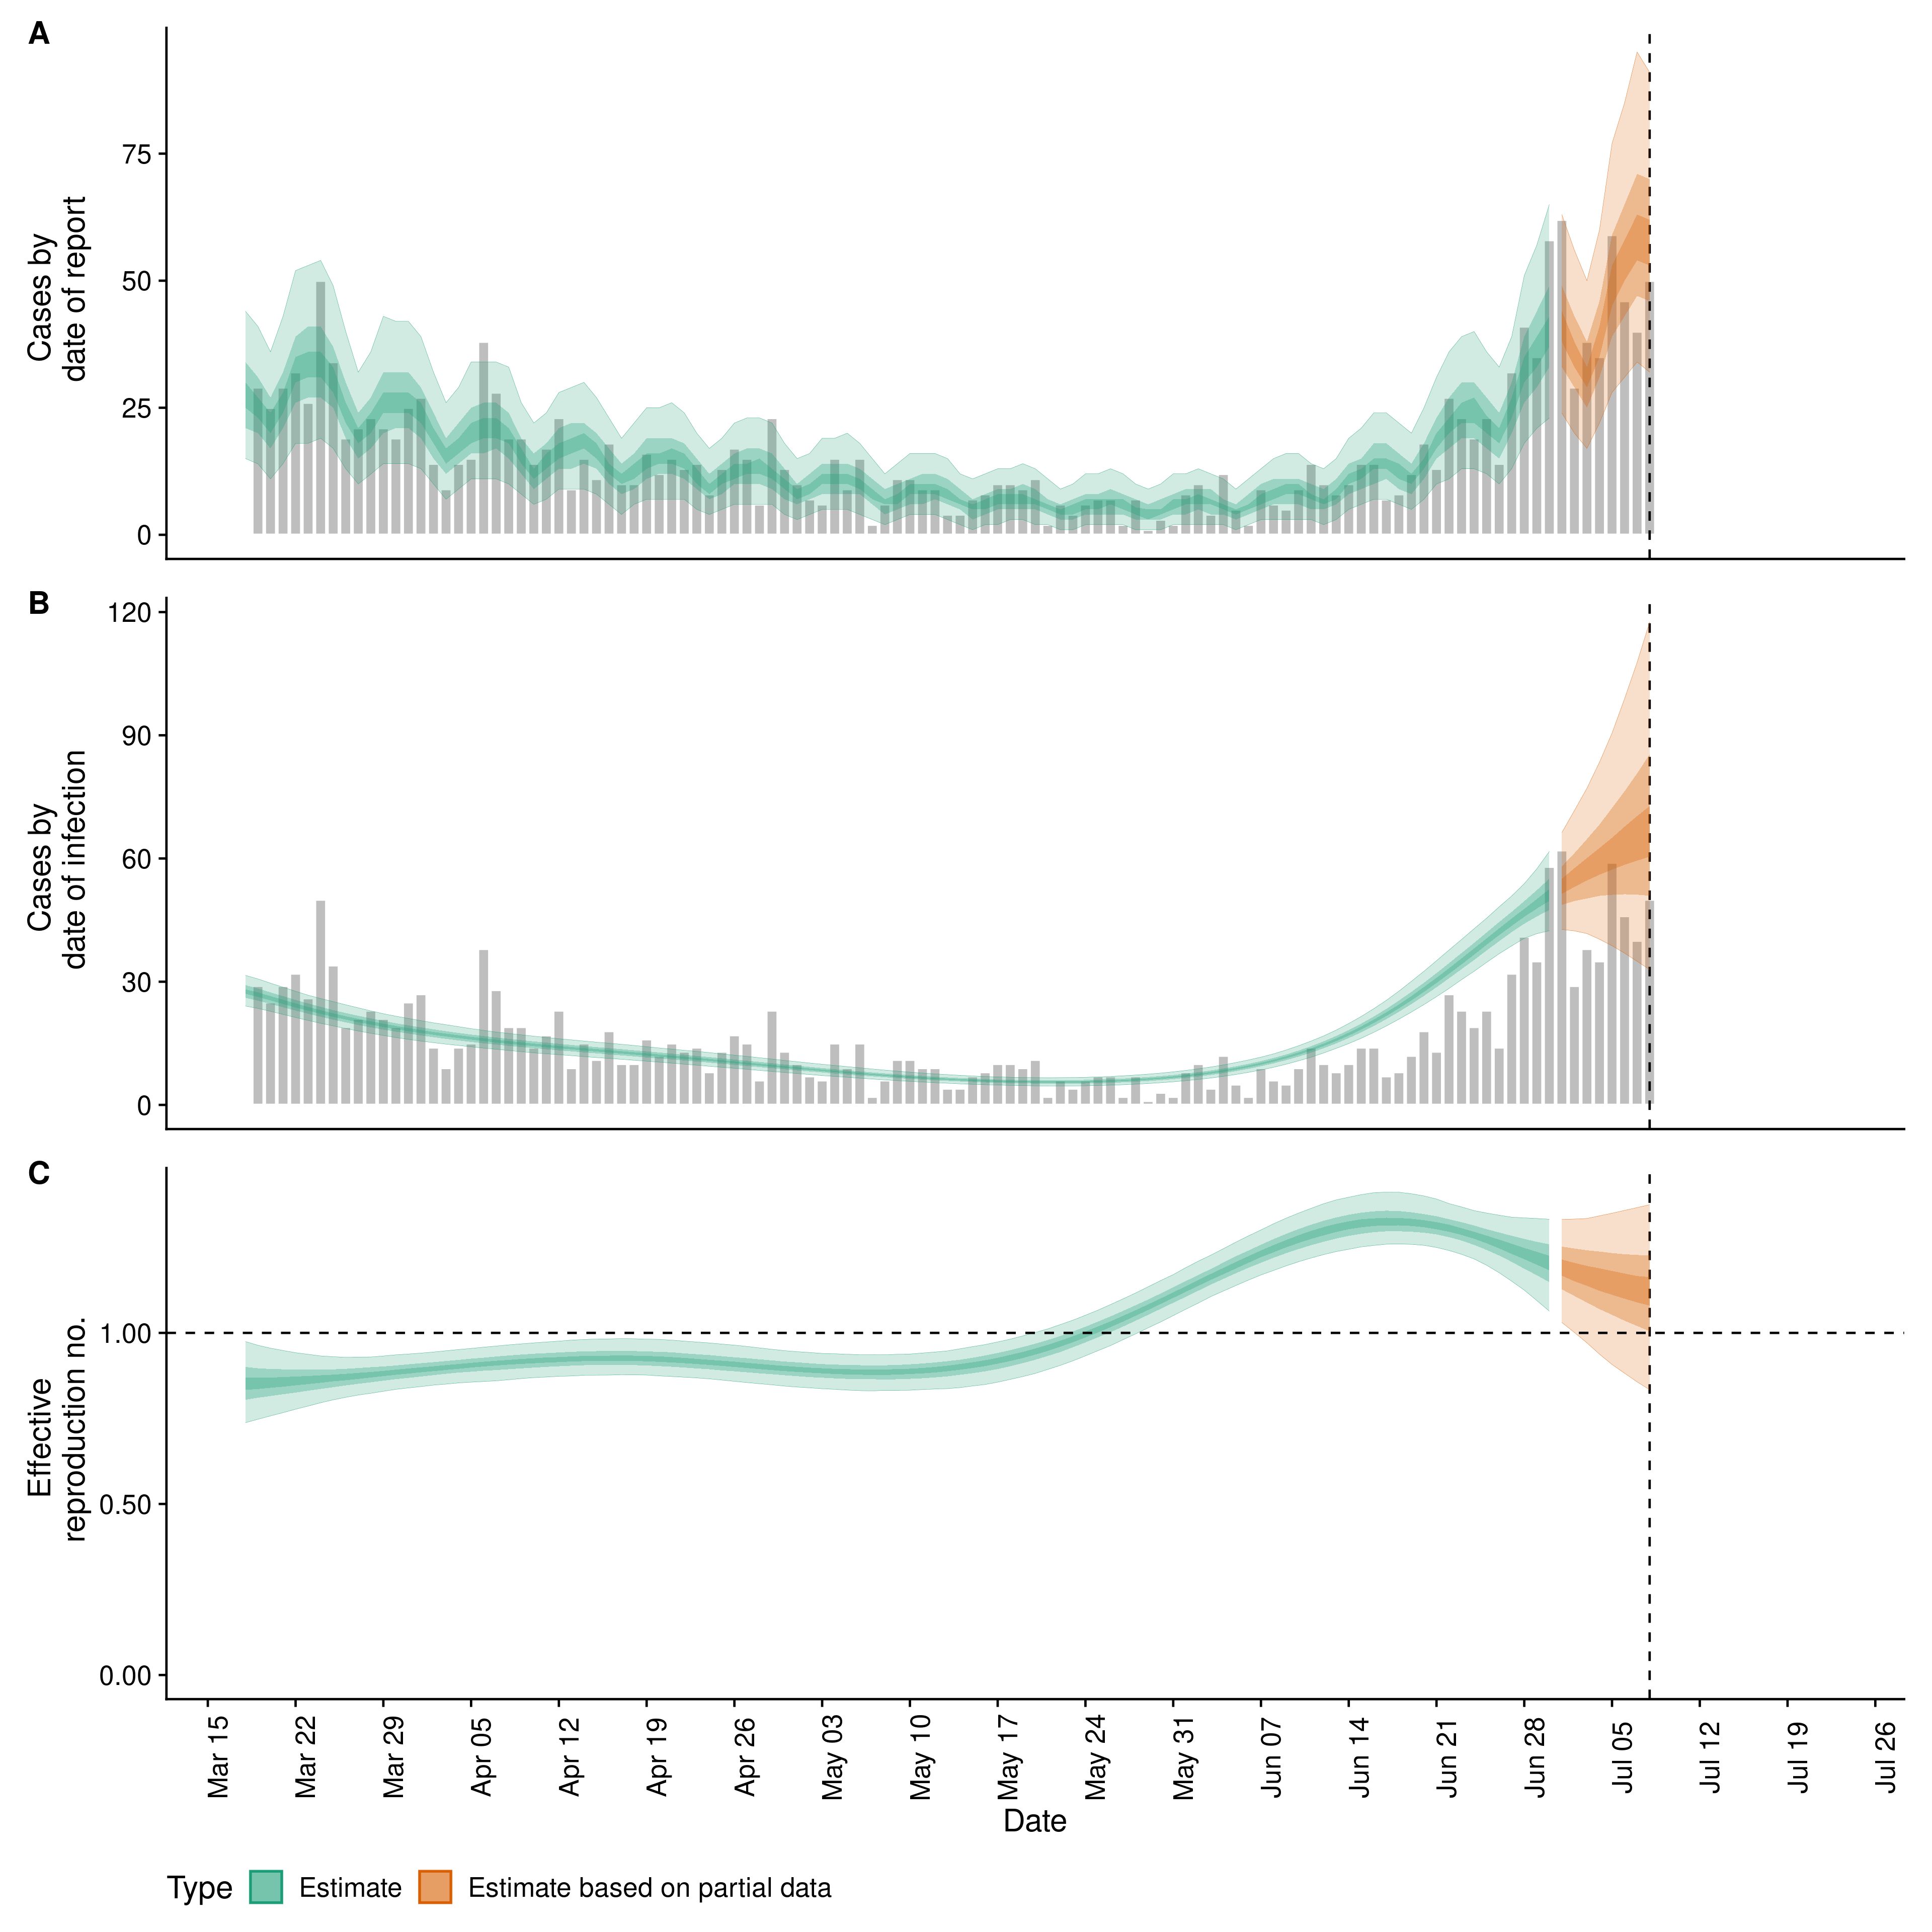 A
Cases by
date of report
75
50
25
0
B
Cases by
date of infection
120
90
60
30
0
C
Effective
reproduction no.
1.00
0.50
0.00
Mar 15
Mar 22
Mar 29
Apr 05
Apr 12
Apr 19
Apr 26
May 03
May 10
May 17
May 24
May 31
Jun 07
Jun 14
Jun 21
Jun 28
Jul 05
Jul 12
Jul 19
Jul 26
Date
Type Estimate Estimate based on partial data